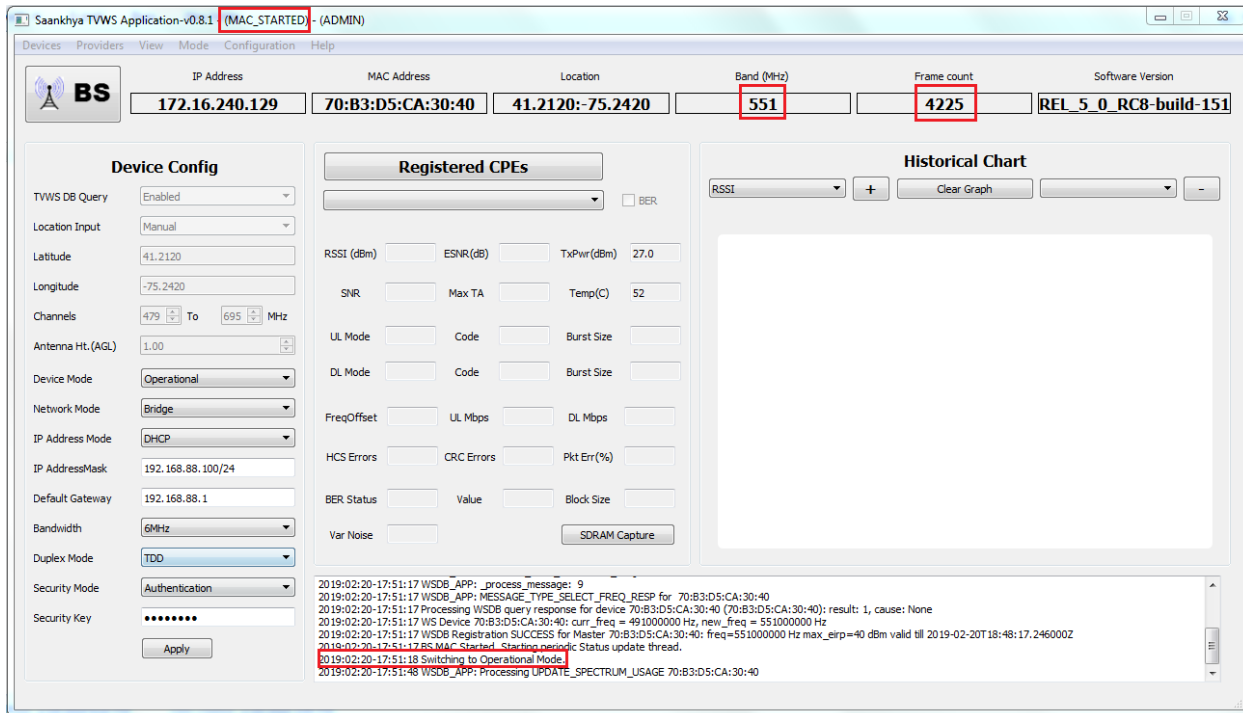 Saankhya TVWS Application-v0.8.1 - (MAC_STARTED) - (ADMIN)
Devices Providers View Mode Configuration Help
BS
IP Address MAC Address Location Band (MHz) Frame count Software Version
172.16.240.129 70:B3:D5:CA:30:40 41.2120:-75.2420 551 4225 REL_5_0_RC8-build-151
Device Config
TVWS DB Query Enabled
Location Input Manual
Latitude 41.2120
Longitude -75.2420
Channels 479 To 695 MHz
Antenna Ht.(AGL) 1.00
Device Mode Operational
Network Mode Bridge
IP Address Mode DHCP
IP AddressMask 192.168.88.100/24
Default Gateway 192.168.88.1
Bandwidth 6MHz
Duplex Mode TDD
Security Mode Authentication
Security Key ●●●●●●●●
Apply
Registered CPEs
BER
RSSI (dBm) ESNR(dB) TxPwr(dBm) 27.0
SNR Max TA Temp(C) 52
UL Mode Code Burst Size
DL Mode Code Burst Size
FreqOffset UL Mbps DL Mbps
HCS Errors CRC Errors Pkt Err(%)
BER Status Value Block Size
Var Noise SDRAM Capture
Historical Chart
RSSI + Clear Graph -
2019:02:20-17:51:17 WSDB_APP: _process_message: 9
2019:02:20-17:51:17 WSDB_APP: MESSAGE_TYPE_SELECT_FREQ_RESP for 70:B3:D5:CA:30:40
2019:02:20-17:51:17 Processing WSDB query response for device 70:B3:D5:CA:30:40 (70:B3:D5:CA:30:40): result: 1, cause: None
2019:02:20-17:51:17 WS Device 70:B3:D5:CA:30:40: curr_freq = 491000000 Hz, new_freq = 551000000 Hz
2019:02:20-17:51:17 WSDB Registration SUCCESS for Master 70:B3:D5:CA:30:40: freq=551000000 Hz max_eirp=40 dBm valid till 2019-02-20T18:48:17.246000Z
2019:02:20-17:51:17 BS MAC Started. Starting periodic Status update thread.
2019:02:20-17:51:18 Switching to Operational Mode.
2019:02:20-17:51:48 WSDB_APP: Processing UPDATE_SPECTRUM_USAGE 70:B3:D5:CA:30:40